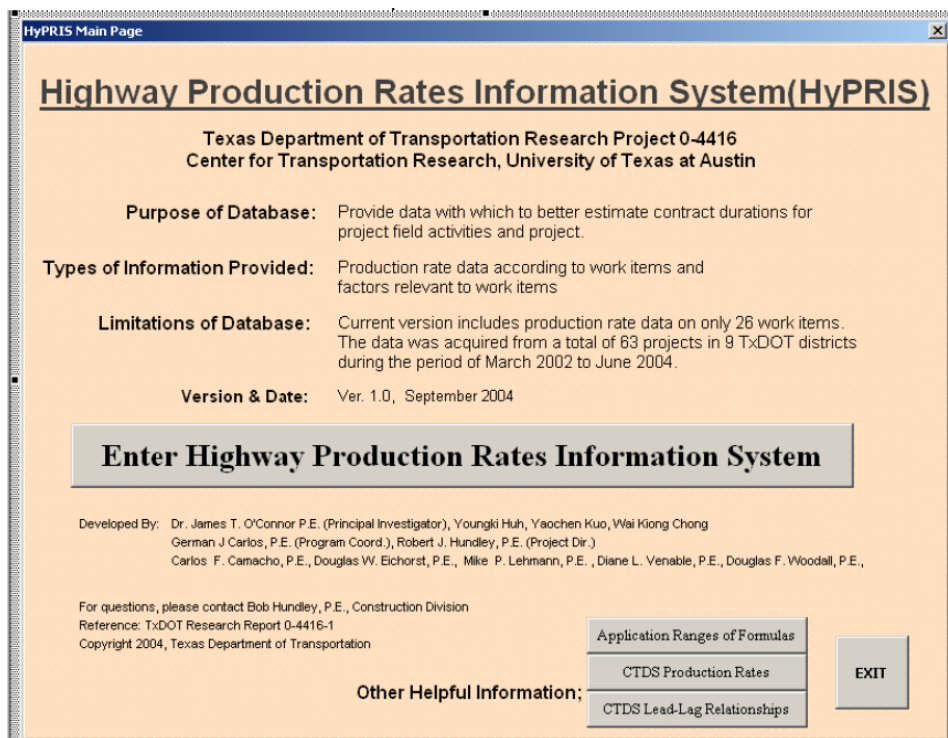 HyPRIS Main Page
Highway Production Rates Information System(HyPRIS)
Texas Department of Transportation Research Project 0-4416
Center for Transportation Research, University of Texas at Austin
Purpose of Database: Provide data with which to better estimate contract durations for
project field activities and project.
Types of Information Provided: Production rate data according to work items and
factors relevant to work items
Limitations of Database: Current version includes production rate data on only 26 work items.
The data was acquired from a total of 63 projects in 9 TxDOT districts
during the period of March 2002 to June 2004.
Version & Date: Ver. 1.0, September 2004
Enter Highway Production Rates Information System
Developed By: Dr. James T. O'Connor P.E. (Principal Investigator), Youngki Huh, Yaochen Kuo, Wai Kiong Chong
German J Carlos, P.E. (Program Coord.), Robert J. Hundley, P.E. (Project Dir.)
Carlos F. Camacho, P.E., Douglas W. Eichorst, P.E., Mike P. Lehmann, P.E. , Diane L. Venable, P.E., Douglas F. Woodall, P.E.,
For questions, please contact Bob Hundley, P.E., Construction Division
Reference: TxDOT Research Report 0-4416-1
Copyright 2004, Texas Department of Transportation
Other Helpful Information;
Application Ranges of Formulas
CTDS Production Rates
CTDS Lead-Lag Relationships
EXIT